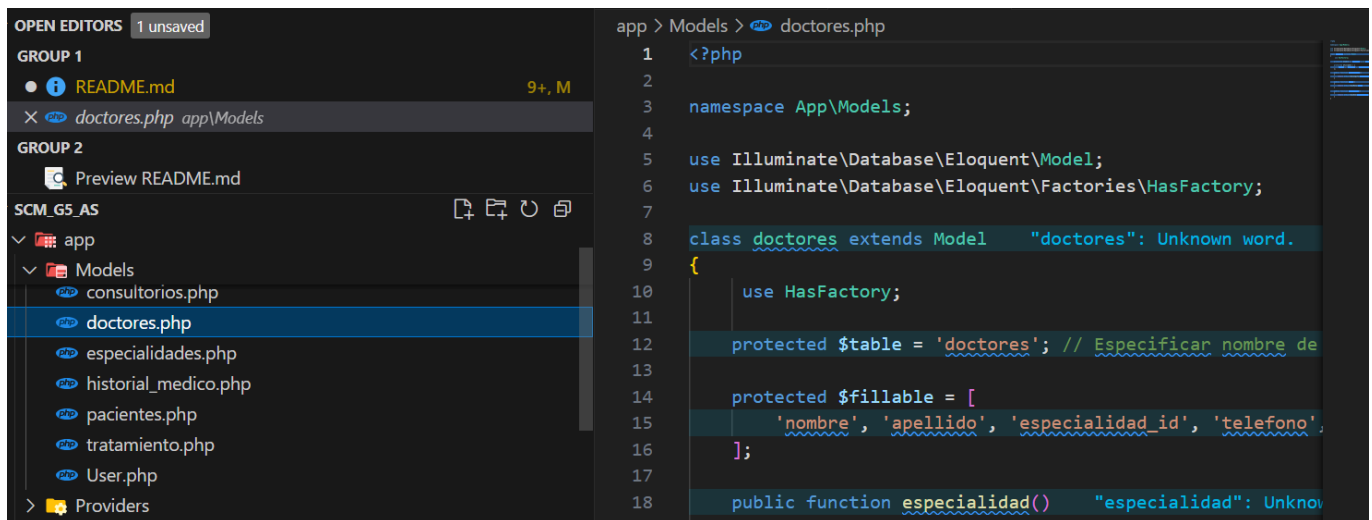 OPEN EDITORS 1 unsaved
GROUP 1
README.md 9+, M
doctores.php app\Models
GROUP 2
Preview README.md
SCM_G5_AS
app
Models
consultorios.php
doctores.php
especialidades.php
historial_medico.php
pacientes.php
tratamiento.php
User.php
Providers
app > Models > doctores.php
1 <?php
2
3 namespace App\Models;
4
5 use Illuminate\Database\Eloquent\Model;
6 use Illuminate\Database\Eloquent\Factories\HasFactory;
7
8 class doctores extends Model "doctores": Unknown word.
9 {
10 use HasFactory;
11
12 protected $table = 'doctores'; // Especificar nombre de
13
14 protected $fillable = [
15 'nombre', 'apellido', 'especialidad_id', 'telefono',
16 ];
17
18 public function especialidad() "especialidad": Unknow